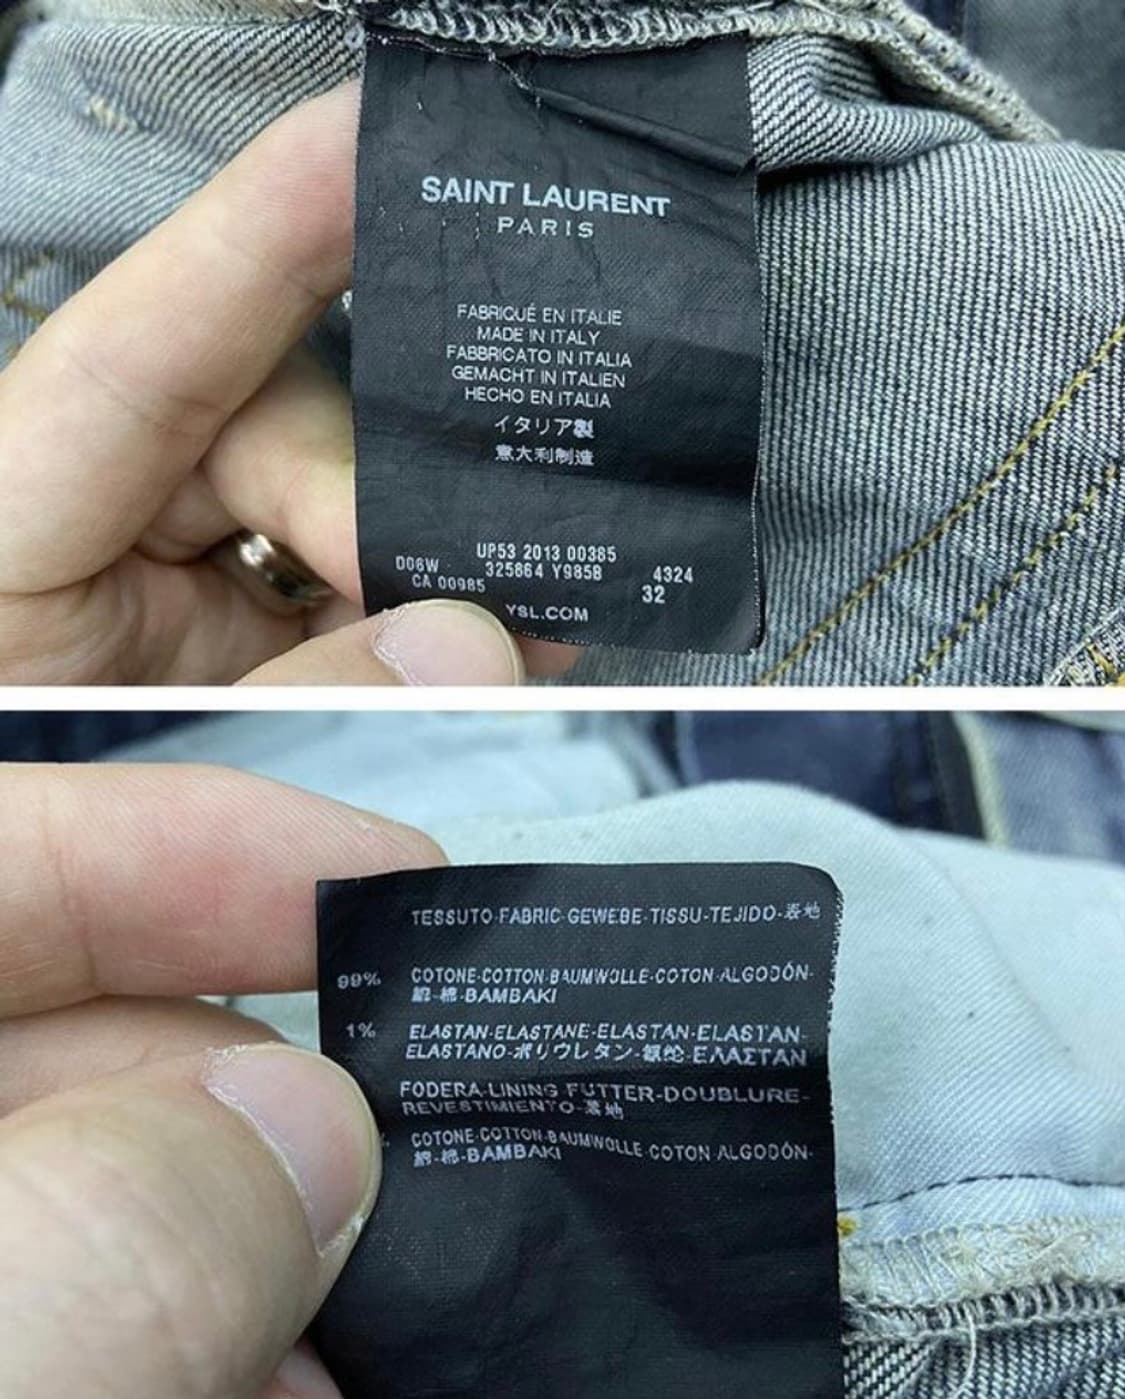 SAINT LAURENT
PARIS
FABRIQUÉ EN ITALIE
MADE IN ITALY
FABBRICATO IN ITALIA
GEMACHT IN ITALIEN
HECHO EN ITALIA
イタリア製
意大利制造
UP53 2013 00385
D06W 325864 Y985B 4324
CA 00985 32
YSL.COM
TESSUTO-FABRIC-GEWEBE-TISSU-TEJIDO-表地
99% COTONE-COTTON-BAUMWOLLE-COTON-ALGODÓN-
綿-棉-BAMBAKI
1% ELASTAN-ELASTANE-ELASTAN-ELASTAN-
ELASTANO-ポリウレタン-氨纶-ΕΛΑΣΤΑΝ
FODERA-LINING FUTTER-DOUBLURE-
REVESTIMIENTO-裏地
% COTONE-COTTON-BAUMWOLLE-COTON ALGODÓN-
綿-棉-BAMBAKI